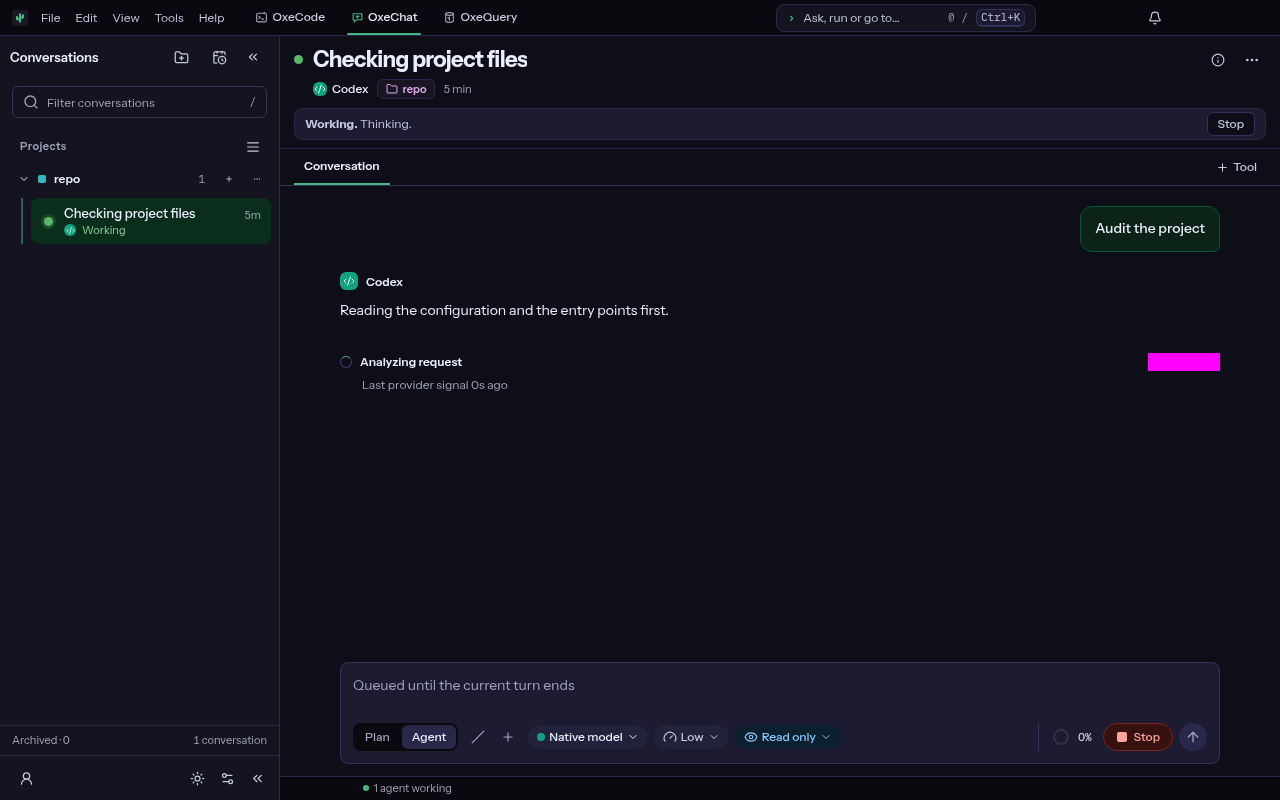 File Edit View Tools Help OxeCode OxeChat OxeQuery Ask, run or go to... @ / Ctrl+K
Conversations
Filter conversations /
Projects
repo 1 + ...
Checking project files 5m
Working
Archived · 0 1 conversation
Checking project files
Codex repo 5 min
Working. Thinking. Stop
Conversation + Tool
Audit the project
Codex
Reading the configuration and the entry points first.
Analyzing request
Last provider signal 0s ago
Queued until the current turn ends
Plan Agent Native model Low Read only 0% Stop
1 agent working